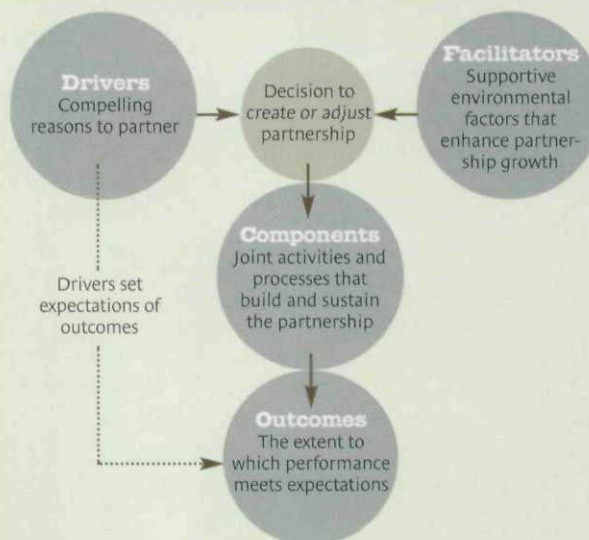 Drivers
Compelling
reasons to partner
Decision to
create or adjust
partnership
Facilitators
Supportive
environmental
factors that
enhance partner-
ship growth
Components
Joint activities and
processes that
build and sustain
the partnership
Drivers set
expectations of
outcomes
Outcomes
The extent to
which performance
meets expectations